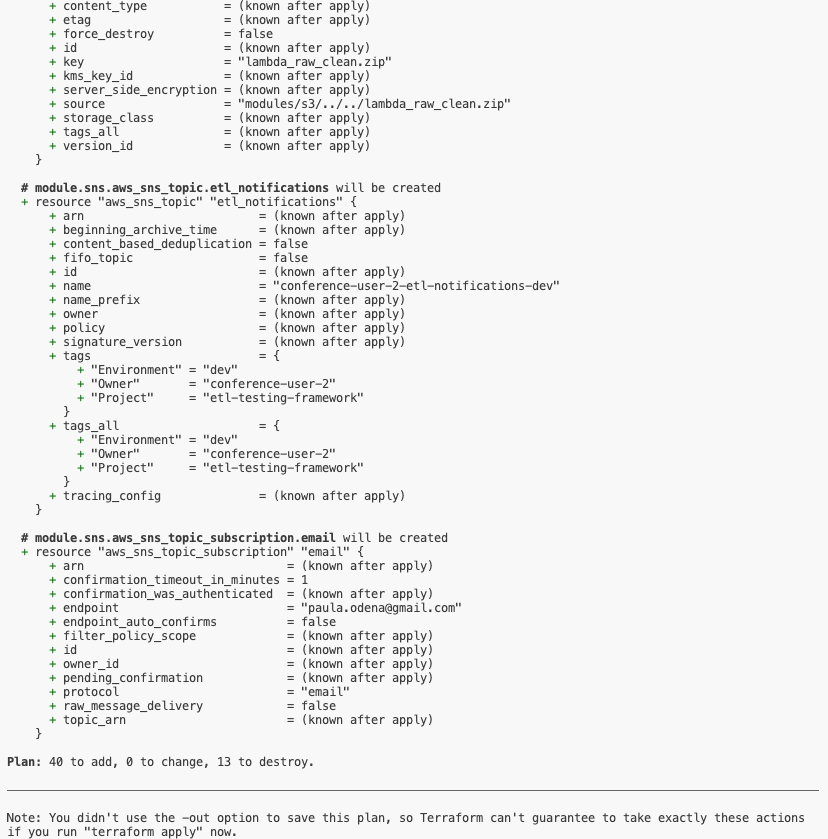 + content_type = (known after apply)
+ etag = (known after apply)
+ force_destroy = false
+ id = (known after apply)
+ key = "lambda_raw_clean.zip"
+ kms_key_id = (known after apply)
+ server_side_encryption = (known after apply)
+ source = "modules/s3/../../lambda_raw_clean.zip"
+ storage_class = (known after apply)
+ tags_all = (known after apply)
+ version_id = (known after apply)
}
# module.sns.aws_sns_topic.etl_notifications will be created
+ resource "aws_sns_topic" "etl_notifications" {
+ arn = (known after apply)
+ beginning_archive_time = (known after apply)
+ content_based_deduplication = false
+ fifo_topic = false
+ id = (known after apply)
+ name = "conference-user-2-etl-notifications-dev"
+ name_prefix = (known after apply)
+ owner = (known after apply)
+ policy = (known after apply)
+ signature_version = (known after apply)
+ tags = {
+ "Environment" = "dev"
+ "Owner" = "conference-user-2"
+ "Project" = "etl-testing-framework"
}
+ tags_all = {
+ "Environment" = "dev"
+ "Owner" = "conference-user-2"
+ "Project" = "etl-testing-framework"
}
+ tracing_config = (known after apply)
}
# module.sns.aws_sns_topic_subscription.email will be created
+ resource "aws_sns_topic_subscription" "email" {
+ arn = (known after apply)
+ confirmation_timeout_in_minutes = 1
+ confirmation_was_authenticated = (known after apply)
+ endpoint = "paula.odena@gmail.com"
+ endpoint_auto_confirms = false
+ filter_policy_scope = (known after apply)
+ id = (known after apply)
+ owner_id = (known after apply)
+ pending_confirmation = (known after apply)
+ protocol = "email"
+ raw_message_delivery = false
+ topic_arn = (known after apply)
}
Plan: 40 to add, 0 to change, 13 to destroy.
Note: You didn't use the -out option to save this plan, so Terraform can't guarantee to take exactly these actions
if you run "terraform apply" now.